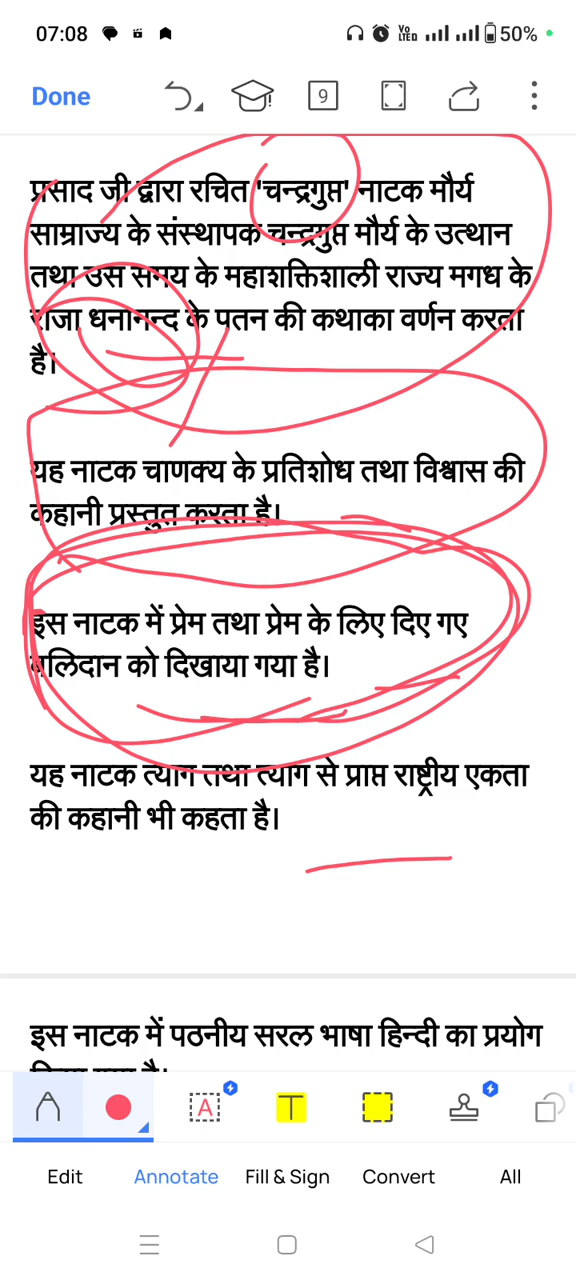 07:08
Vo
LTED
50%
Done
9
प्रसाद जी द्वारा रचित 'चन्द्रगुप्त' नाटक मौर्य
साम्राज्य के संस्थापक चन्द्रगुप्त मौर्य के उत्थान
तथा उस समय के महाशक्तिशाली राज्य मगध के
राजा धनानन्द के पतन की कथाका वर्णन करता
है।
यह नाटक चाणक्य के प्रतिशोध तथा विश्वास की
कहानी प्रस्तुत करता है।
इस नाटक में प्रेम तथा प्रेम के लिए दिए गए
बलिदान को दिखाया गया है।
यह नाटक त्याग तथा त्याग से प्राप्त राष्ट्रीय एकता
की कहानी भी कहता है।
इस नाटक में पठनीय सरल भाषा हिन्दी का प्रयोग
A
T
Edit
Annotate
Fill & Sign
Convert
All